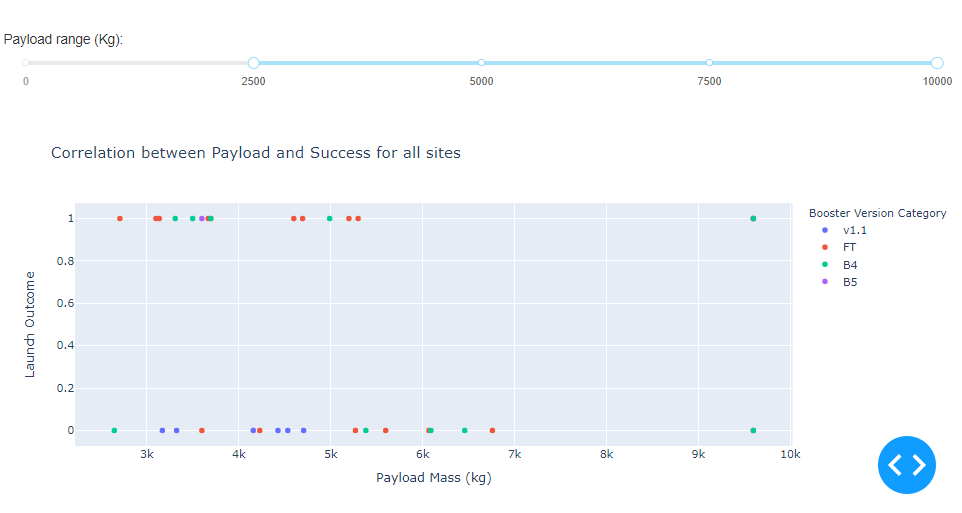 Payload range (Kg):
0 2500 5000 7500 10000
Correlation between Payload and Success for all sites
Booster Version Category
v1.1
FT
B4
B5
Launch Outcome
1
0.8
0.6
0.4
0.2
0
3k 4k 5k 6k 7k 8k 9k 10k
Payload Mass (kg)